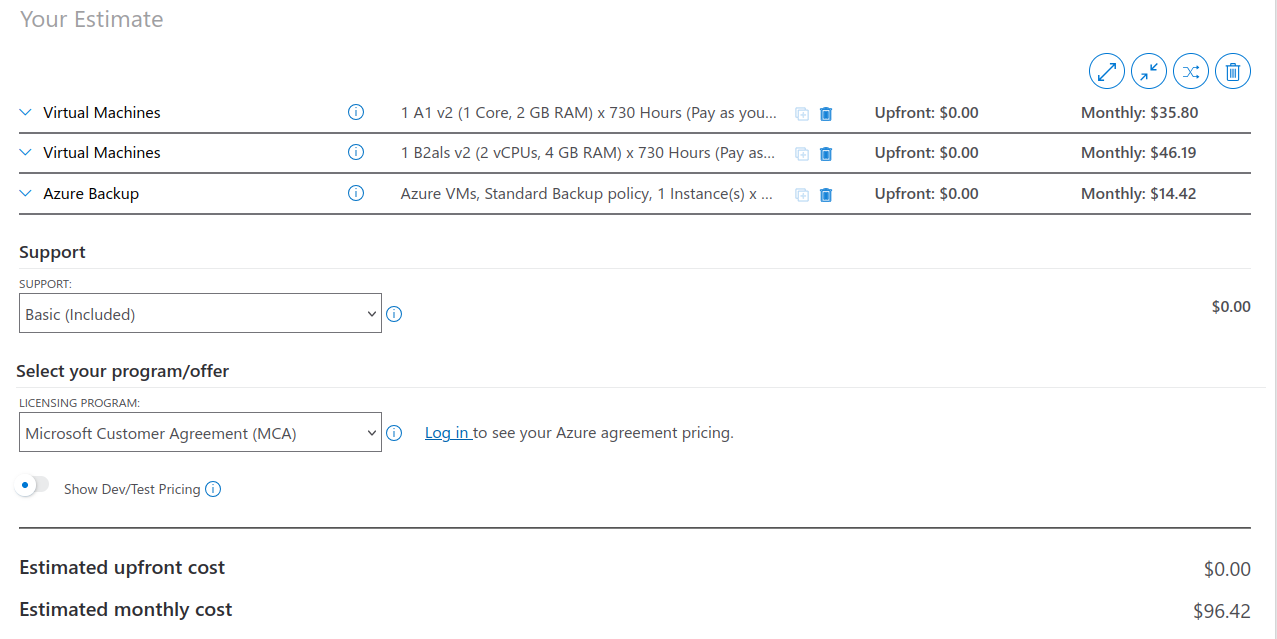 Your Estimate
Virtual Machines 1 A1 v2 (1 Core, 2 GB RAM) x 730 Hours (Pay as you... Upfront: $0.00 Monthly: $35.80
Virtual Machines 1 B2als v2 (2 vCPUs, 4 GB RAM) x 730 Hours (Pay as... Upfront: $0.00 Monthly: $46.19
Azure Backup Azure VMs, Standard Backup policy, 1 Instance(s) x ... Upfront: $0.00 Monthly: $14.42
Support
SUPPORT:
Basic (Included) $0.00
Select your program/offer
LICENSING PROGRAM:
Microsoft Customer Agreement (MCA) Log in to see your Azure agreement pricing.
Show Dev/Test Pricing
Estimated upfront cost $0.00
Estimated monthly cost $96.42